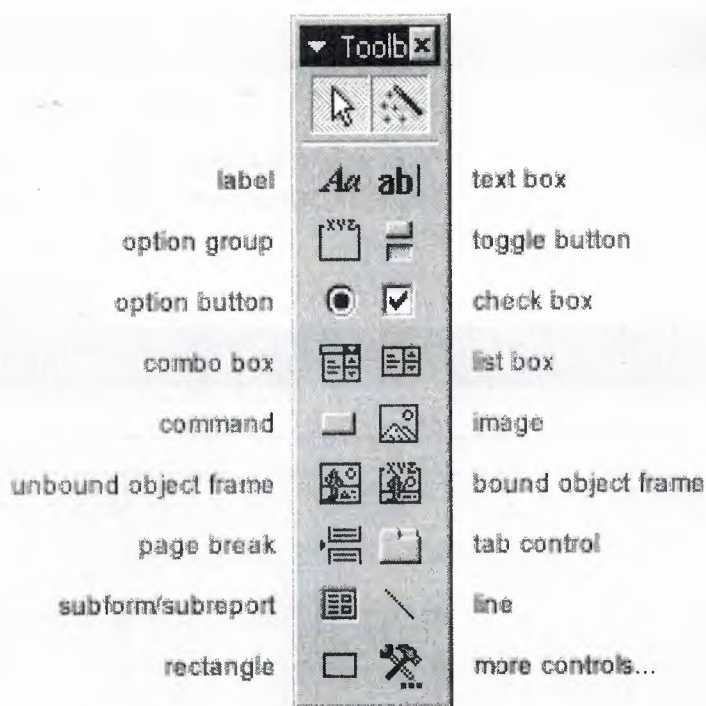 Toolb
label Aa ab| text box
option group XYZ toggle button
option button check box
combo box list box
command image
unbound object frame XYZ bound object frame
page break tab control
subform/subreport line
rectangle more controls...